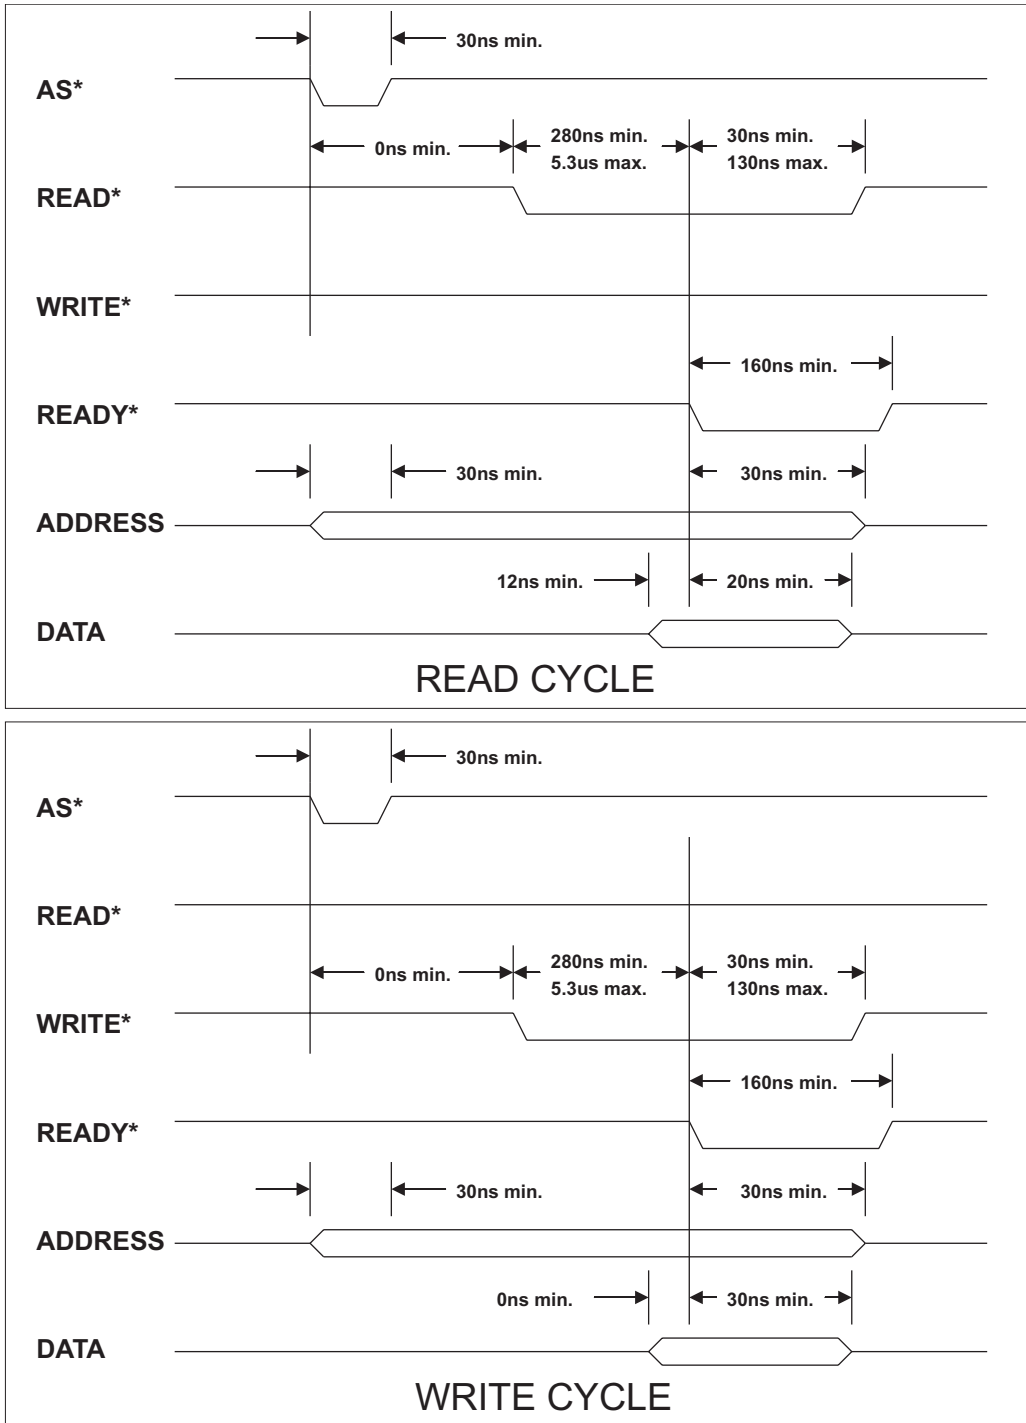 30ns min.
AS*
0ns min.
280ns min.
5.3us max.
30ns min.
130ns max.
READ*
WRITE*
160ns min.
READY*
30ns min.
30ns min.
ADDRESS
12ns min.
20ns min.
DATA
READ CYCLE
30ns min.
AS*
READ*
0ns min.
280ns min.
5.3us max.
30ns min.
130ns max.
WRITE*
160ns min.
READY*
30ns min.
30ns min.
ADDRESS
0ns min.
30ns min.
DATA
WRITE CYCLE